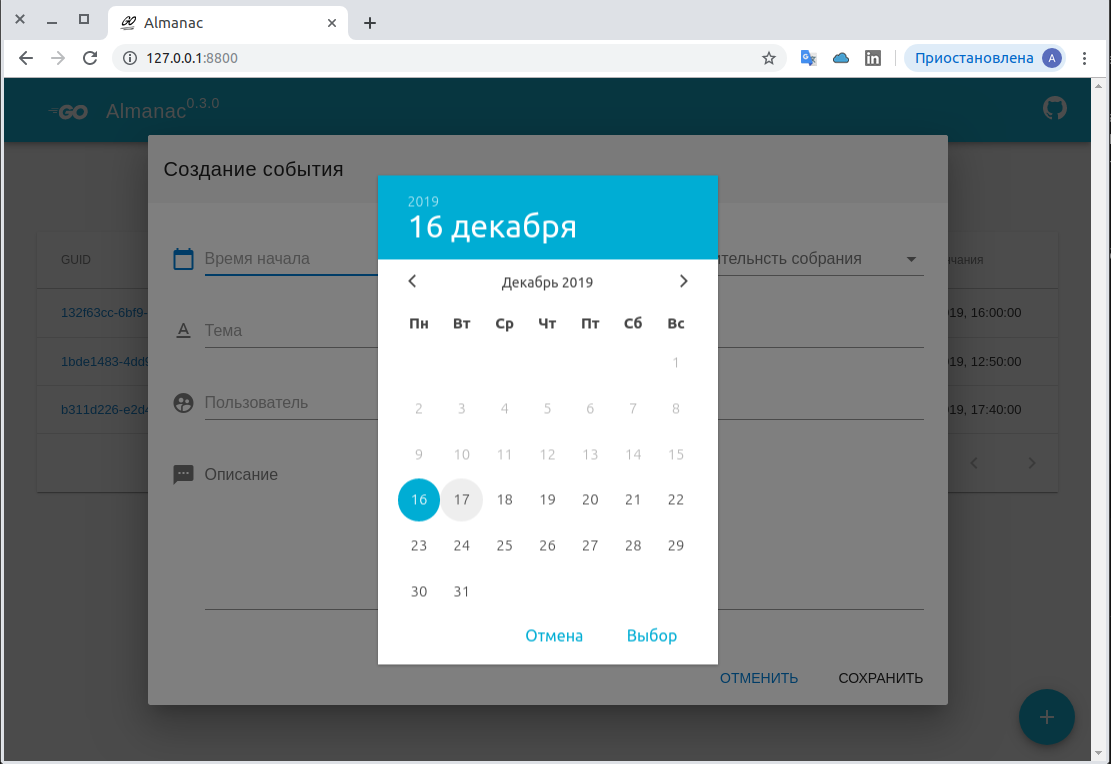 Almanac
127.0.0.1:8800
Приостановлена A
GO Almanac 0.3.0
Создание события
2019
16 декабря
GUID
Время начала
тельнсть собрания
чания
Декабрь 2019
Пн Вт Ср Чт Пт Сб Вс
132f63cc-6bf9-
19, 16:00:00
Тема
1
1bde1483-4dd9
19, 12:50:00
Пользователь
2 3 4 5 6 7 8
b311d226-e2d4
19, 17:40:00
9 10 11 12 13 14 15
Описание
16 17 18 19 20 21 22
23 24 25 26 27 28 29
30 31
Отмена Выбор
ОТМЕНИТЬ СОХРАНИТЬ